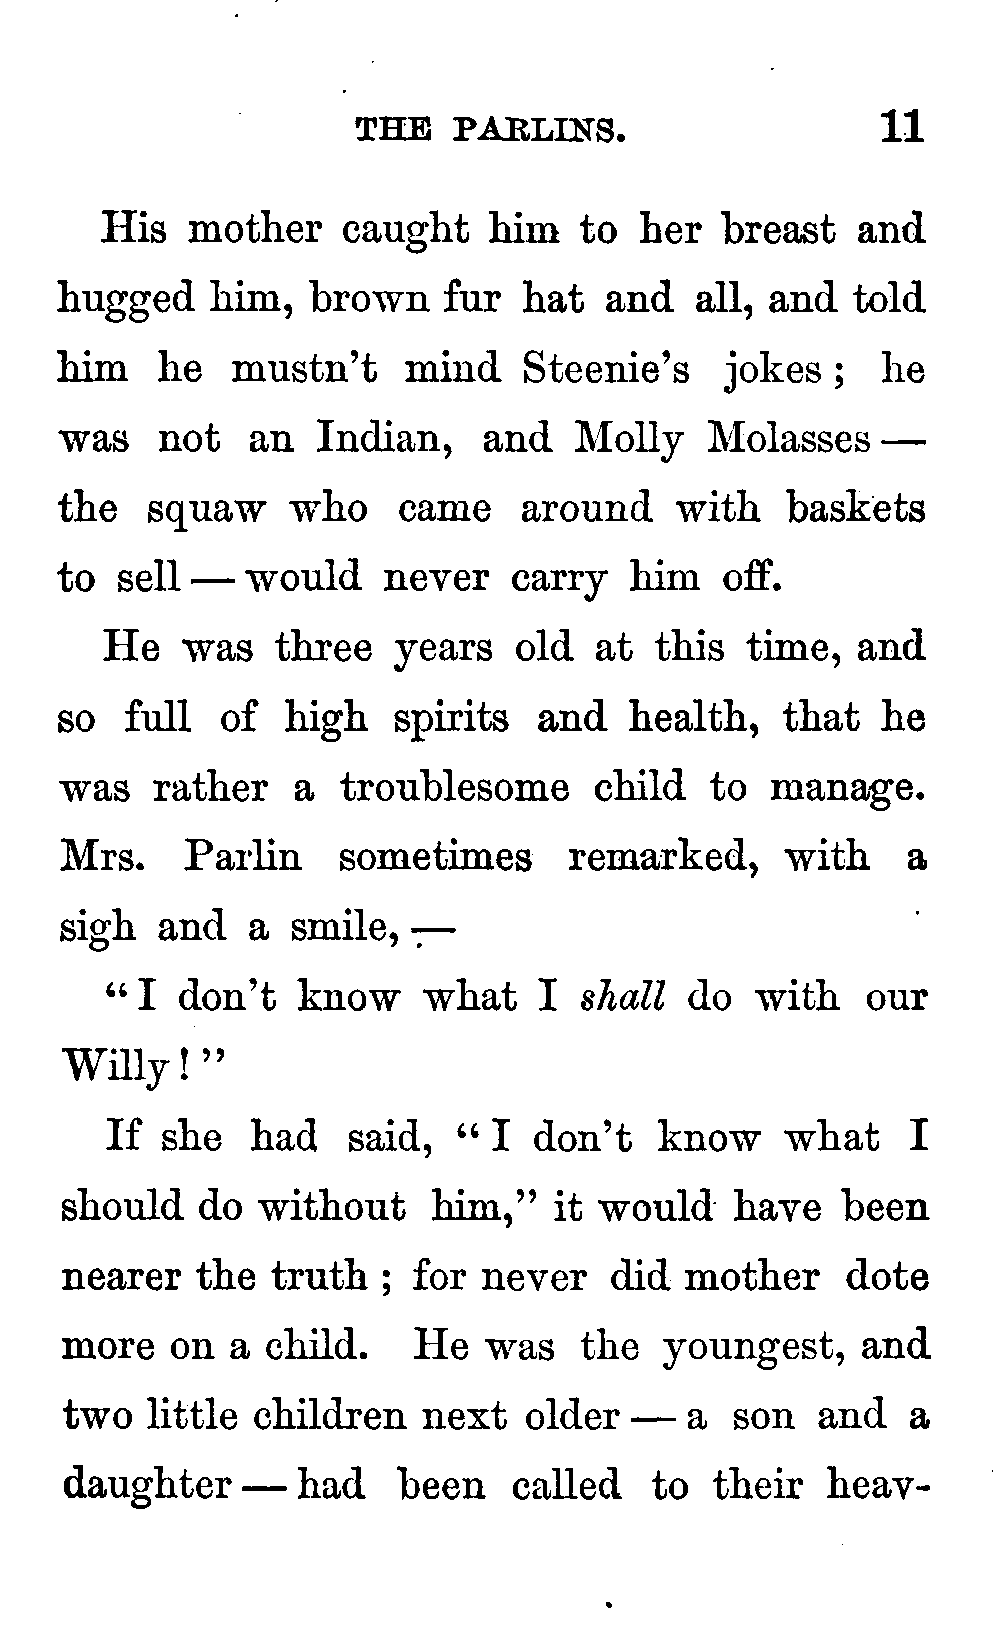 THE PARLINS. 11
His mother caught him to her breast and
hugged him, brown fur hat and all, and told
him he mustn't mind Steenie's jokes; he
was not an Indian, and Molly Molasses —
the squaw who came around with baskets
to sell — would never carry him off.
He was three years old at this time, and
so full of high spirits and health, that he
was rather a troublesome child to manage.
Mrs. Parlin sometimes remarked, with a
sigh and a smile, —
"I don't know what I shall do with our
Willy!"
If she had said, "I don't know what I
should do without him," it would have been
nearer the truth; for never did mother dote
more on a child. He was the youngest, and
two little children next older — a son and a
daughter — had been called to their heav-